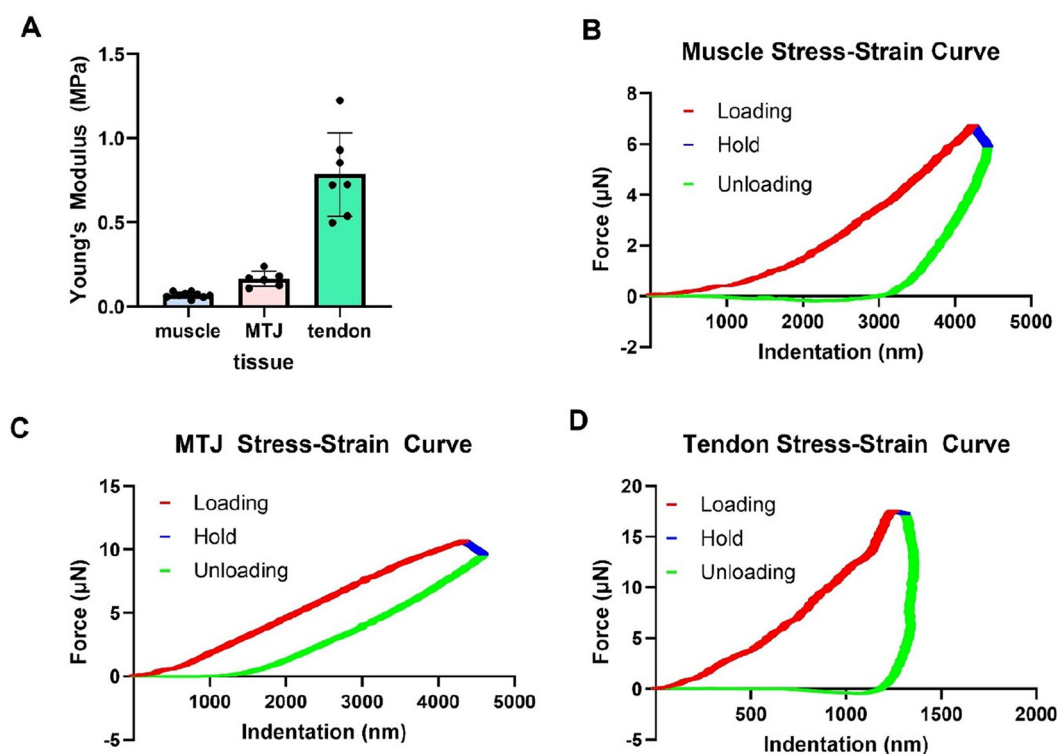 A
Young's Modulus (MPa)
1.5
1.0
0.5
0.0
muscle MTJ tendon
tissue
B
Muscle Stress-Strain Curve
Force (µN)
8
6
4
2
0
-2
Loading
Hold
Unloading
1000 2000 3000 4000 5000
Indentation (nm)
C
MTJ Stress-Strain Curve
Force (µN)
15
10
5
0
-5
Loading
Hold
Unloading
1000 2000 3000 4000 5000
Indentation (nm)
D
Tendon Stress-Strain Curve
Force (µN)
20
15
10
5
0
-5
Loading
Hold
Unloading
500 1000 1500 2000
Indentation (nm)